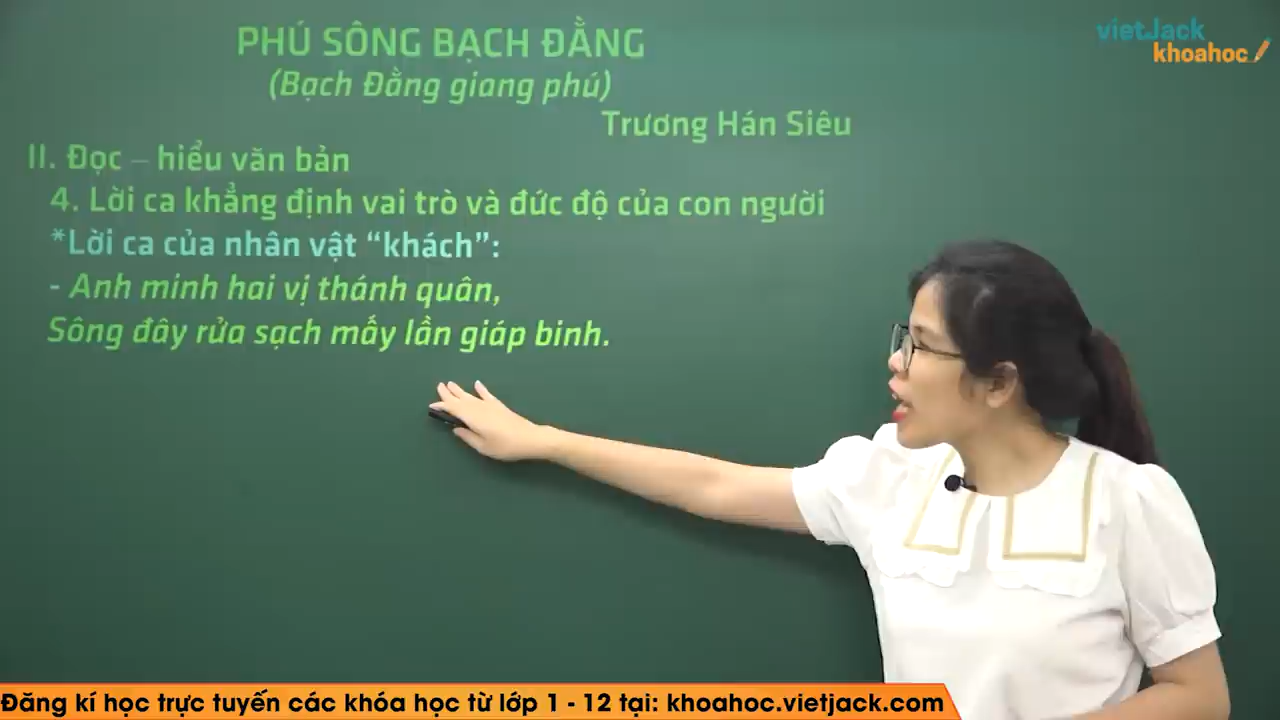 PHÚ SÔNG BẠCH ĐẰNG
vietJack
khoahoc
(Bạch Đằng giang phú)
Trương Hán Siêu
II. Đọc – hiểu văn bản
4. Lời ca khẳng định vai trò và đức độ của con người
*Lời ca của nhân vật “khách”:
- Anh minh hai vị thánh quân,
Sông đây rửa sạch mấy lần giáp binh.
Đăng kí học trực tuyến các khóa học từ lớp 1 - 12 tại: khoahoc.vietjack.com